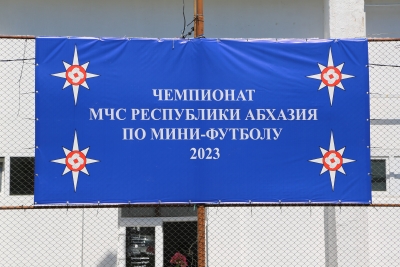 ЧЕМПИОНАТ
МЧС РЕСПУБЛИКИ АБХАЗИЯ
ПО МИНИ-ФУТБОЛУ
2023